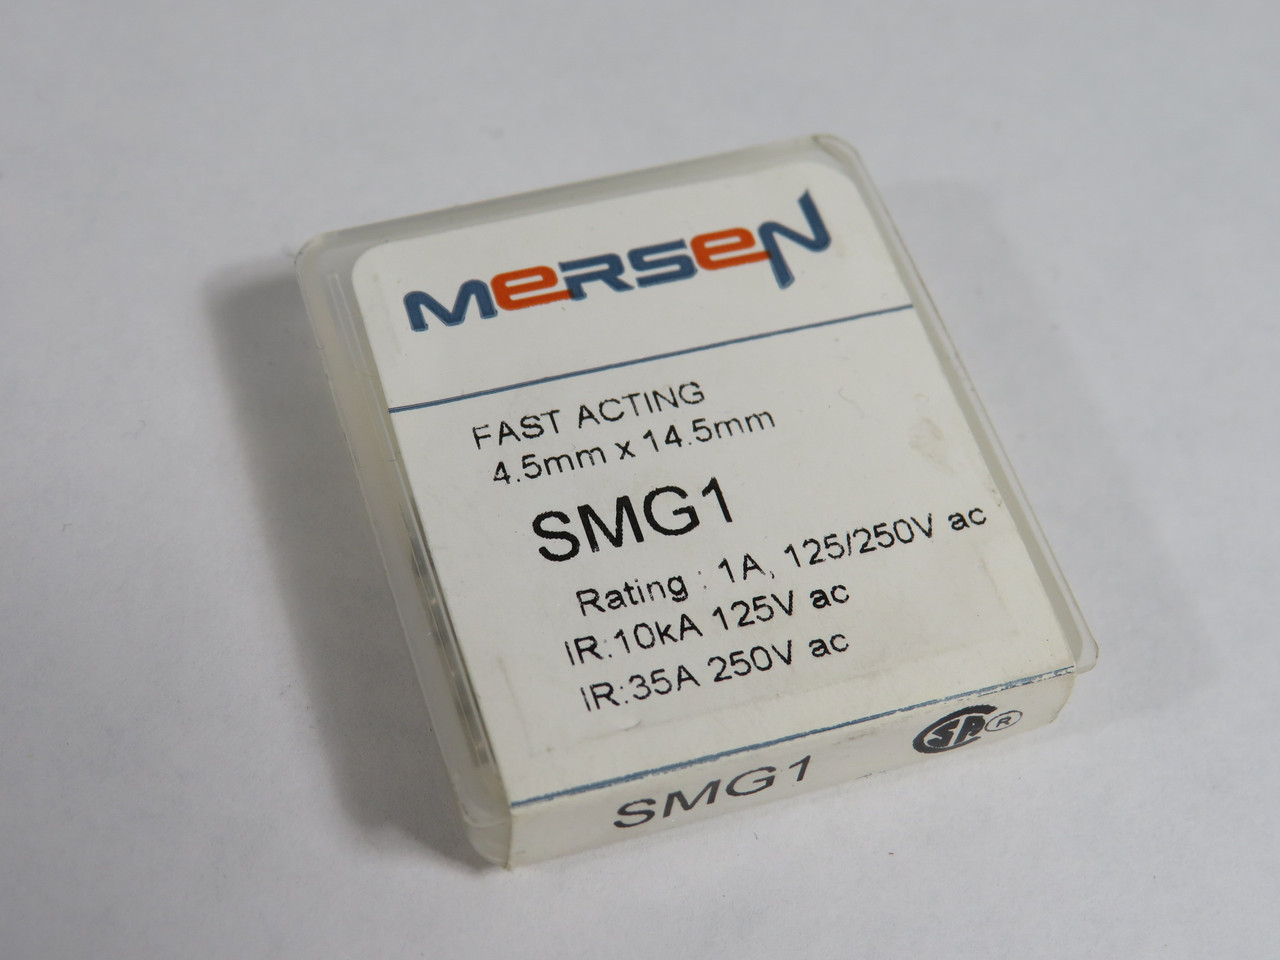 MERSEN
FAST ACTING
4.5mm x 14.5mm
SMG1
Rating : 1A, 125/250V ac
IR:10kA 125V ac
IR:35A 250V ac
SMG1 SA ®